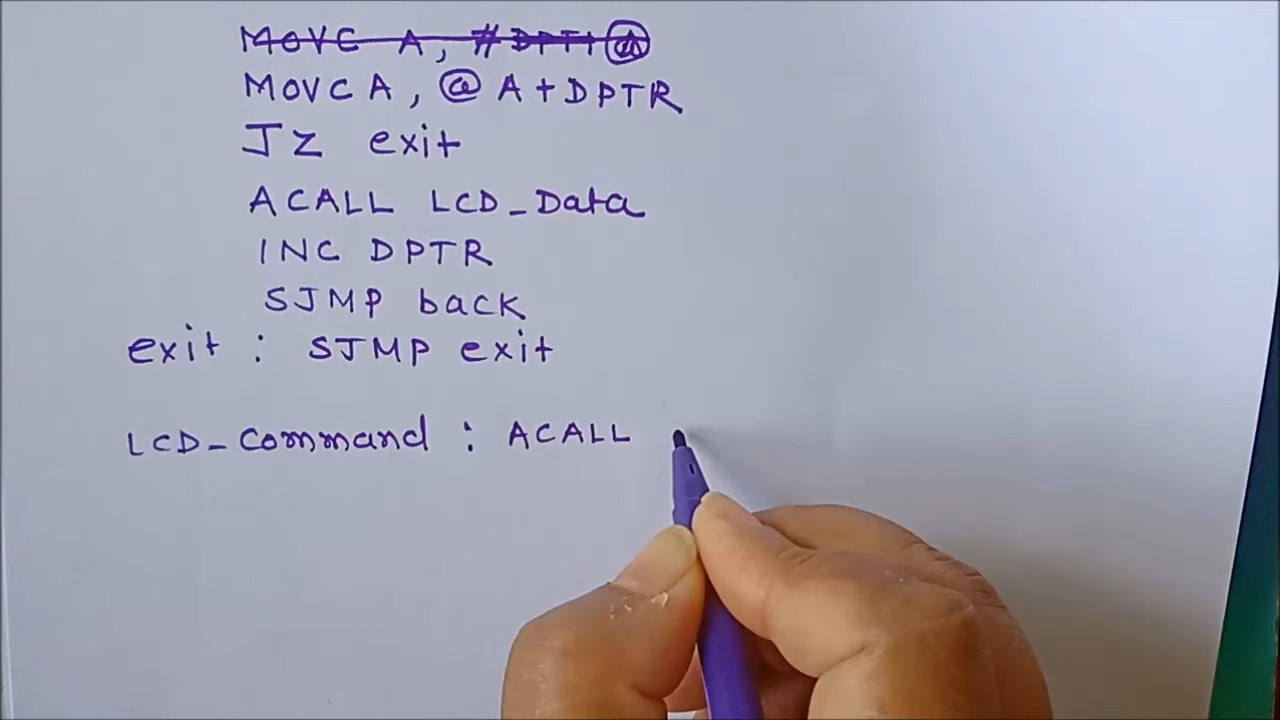 MOVC A, @ A+DPTR
JZ exit
ACALL LCD_Data
INC DPTR
SJMP back
exit : SJMP exit
LCD_Command : ACALL